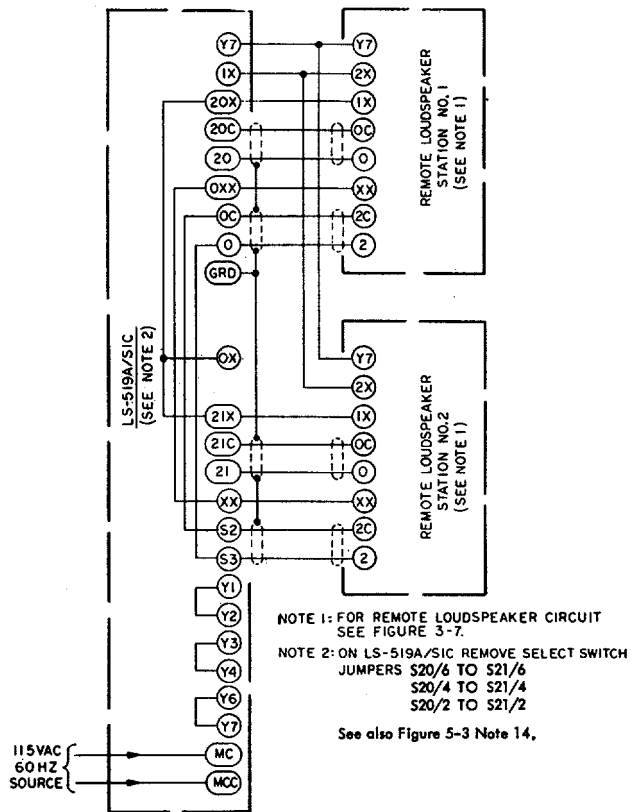 Y7
1X
20X
20C
20
0XX
0C
0
GRD
0X
21X
21C
21
XX
S2
S3
Y1
Y2
Y3
Y4
Y6
Y7
MC
MCC
LS-519A/SIC
(SEE NOTE 2)
115VAC
60 HZ
SOURCE
Y7
2X
1X
0C
0
XX
2C
2
REMOTE LOUDSPEAKER
STATION NO. 1
(SEE NOTE 1)
Y7
2X
1X
0C
0
XX
2C
2
REMOTE LOUDSPEAKER
STATION NO. 2
(SEE NOTE 1)
NOTE 1: FOR REMOTE LOUDSPEAKER CIRCUIT
SEE FIGURE 3-7.
NOTE 2: ON LS-519A/SIC REMOVE SELECT SWITCH
JUMPERS S20/6 TO S21/6
S20/4 TO S21/4
S20/2 TO S21/2
See also Figure 5-3 Note 14.